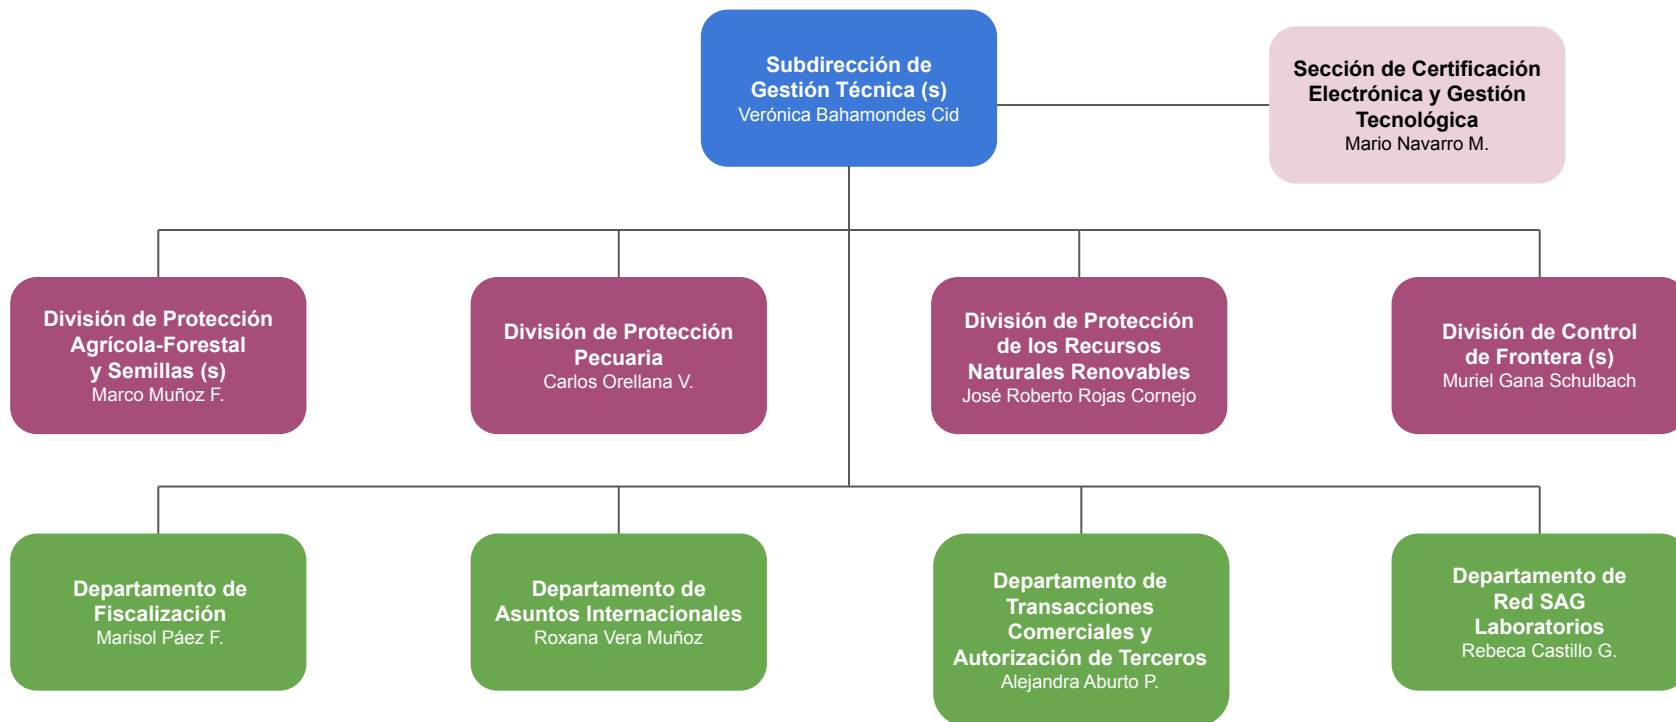 Subdirección de
Gestión Técnica (s)
Verónica Bahamondes Cid
Sección de Certificación
Electrónica y Gestión
Tecnológica
Mario Navarro M.
División de Protección
Agrícola-Forestal
y Semillas (s)
Marco Muñoz F.
División de Protección
Pecuaria
Carlos Orellana V.
División de Protección
de los Recursos
Naturales Renovables
José Roberto Rojas Cornejo
División de Control
de Frontera (s)
Muriel Gana Schulbach
Departamento de
Fiscalización
Marisol Páez F.
Departamento de
Asuntos Internacionales
Roxana Vera Muñoz
Departamento de
Transacciones
Comerciales y
Autorización de Terceros
Alejandra Aburto P.
Departamento de
Red SAG
Laboratorios
Rebeca Castillo G.